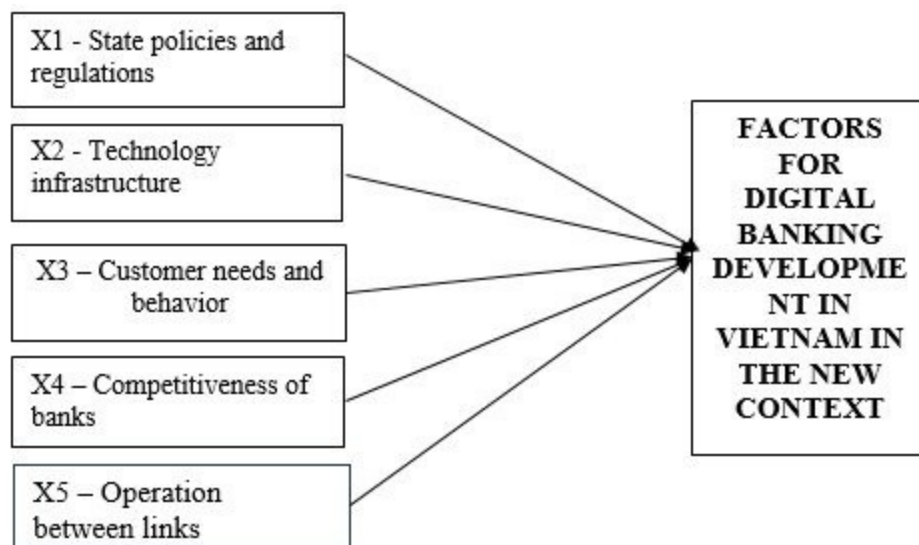 X1 - State policies and
regulations
X2 - Technology
infrastructure
X3 – Customer needs and
behavior
X4 – Competitiveness of
banks
X5 – Operation
between links
FACTORS
FOR
DIGITAL
BANKING
DEVELOPME
NT IN
VIETNAM IN
THE NEW
CONTEXT